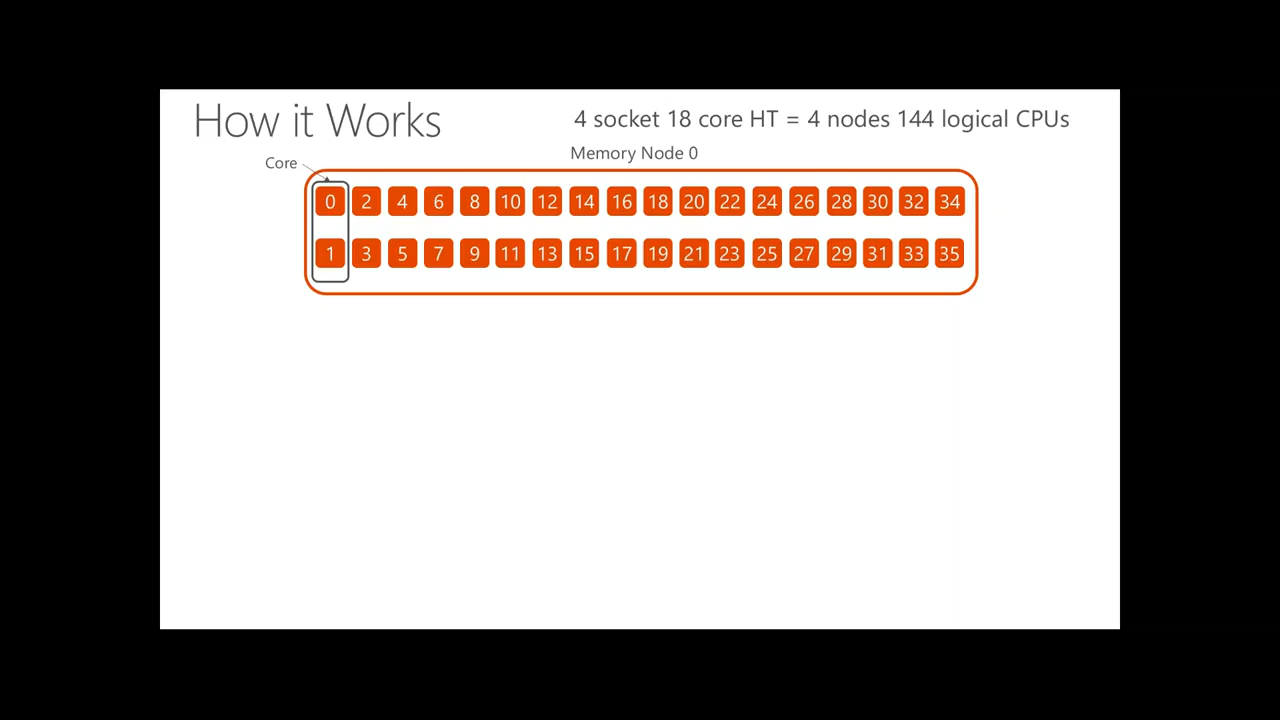 How it Works
4 socket 18 core HT = 4 nodes 144 logical CPUs
Memory Node 0
Core
0 2 4 6 8 10 12 14 16 18 20 22 24 26 28 30 32 34
1 3 5 7 9 11 13 15 17 19 21 23 25 27 29 31 33 35